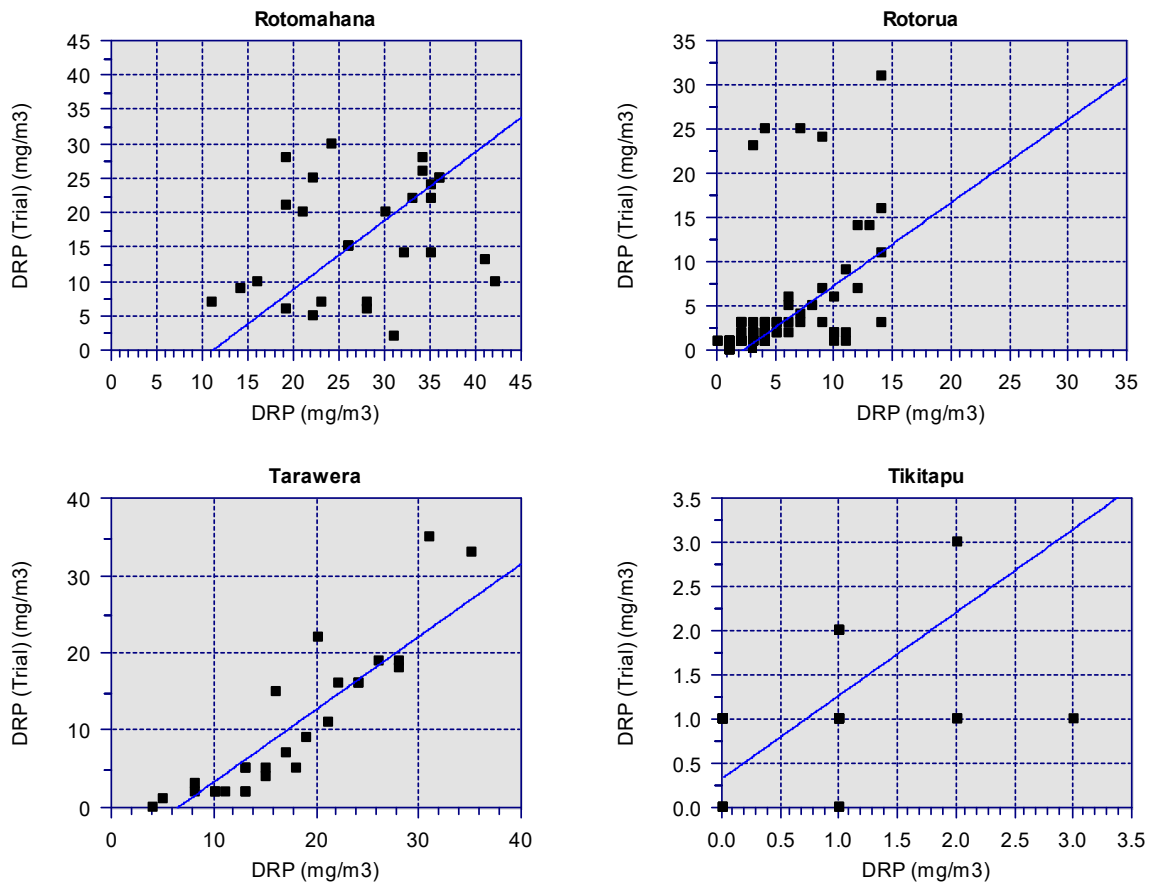 Rotomahana
45
40
35
30
25
20
15
10
5
0
DRP (Trial) (mg/m3)
0 5 10 15 20 25 30 35 40 45
DRP (mg/m3)
Rotorua
35
30
25
20
15
10
5
0
DRP (Trial) (mg/m3)
0 5 10 15 20 25 30 35
DRP (mg/m3)
Tarawera
40
30
20
10
0
DRP (Trial) (mg/m3)
0 10 20 30 40
DRP (mg/m3)
Tikitapu
3.5
3.0
2.5
2.0
1.5
1.0
0.5
0.0
DRP (Trial) (mg/m3)
0.0 0.5 1.0 1.5 2.0 2.5 3.0 3.5
DRP (mg/m3)